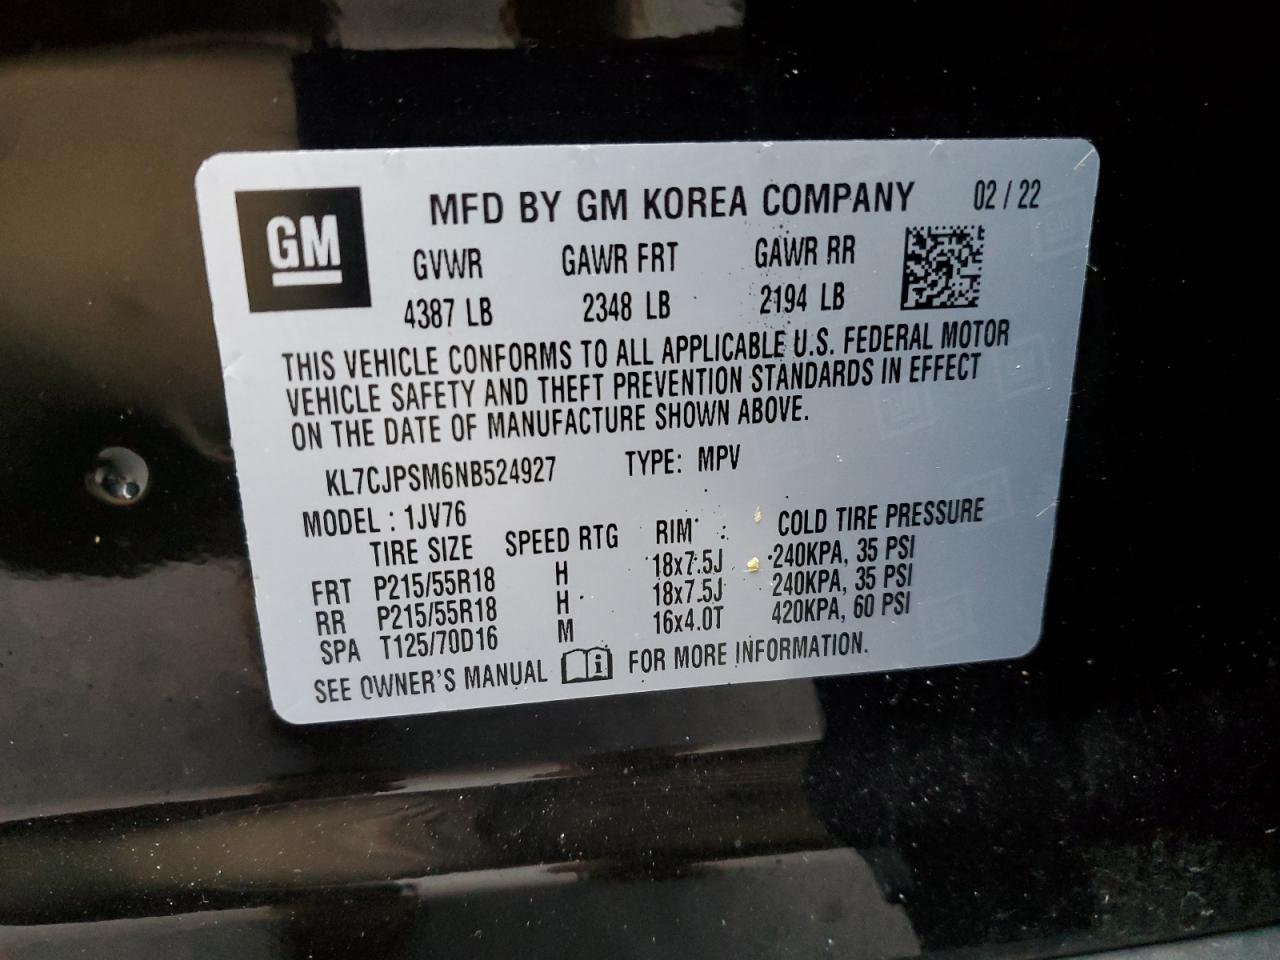 GM
MFD BY GM KOREA COMPANY 02 / 22
GVWR GAWR FRT GAWR RR
4387 LB 2348 LB 2194 LB
THIS VEHICLE CONFORMS TO ALL APPLICABLE U.S. FEDERAL MOTOR
VEHICLE SAFETY AND THEFT PREVENTION STANDARDS IN EFFECT
ON THE DATE OF MANUFACTURE SHOWN ABOVE.
KL7CJPSM6NB524927 TYPE: MPV
MODEL : 1JV76
TIRE SIZE SPEED RTG RIM COLD TIRE PRESSURE
FRT P215/55R18 H 18x7.5J 240KPA, 35 PSI
RR P215/55R18 H 18x7.5J 240KPA, 35 PSI
SPA T125/70D16 M 16x4.0T 420KPA, 60 PSI
SEE OWNER'S MANUAL i FOR MORE INFORMATION.